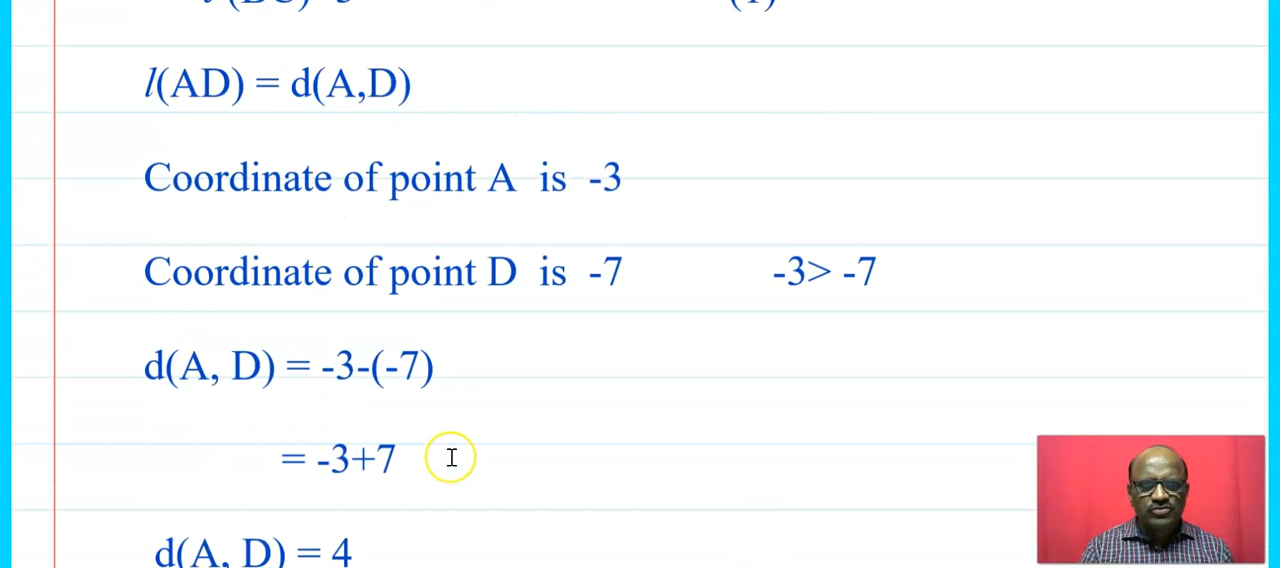 l(AD) = d(A,D)
Coordinate of point A is -3
Coordinate of point D is -7 -3> -7
d(A, D) = -3-(-7)
= -3+7
d(A, D) = 4